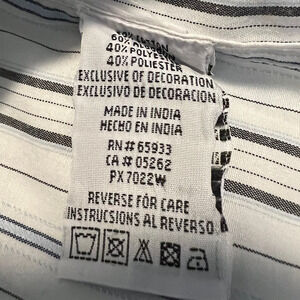 60% ALGODON
40% POLYESTER
40% POLIESTER
EXCLUSIVE OF DECORATION
EXCLUSIVO DE DECORACION
MADE IN INDIA
HECHO EN INDIA
RN# 65933
CA # 05262
PX7022W
REVERSE FOR CARE
INSTRUCSIONS AL REVERSO